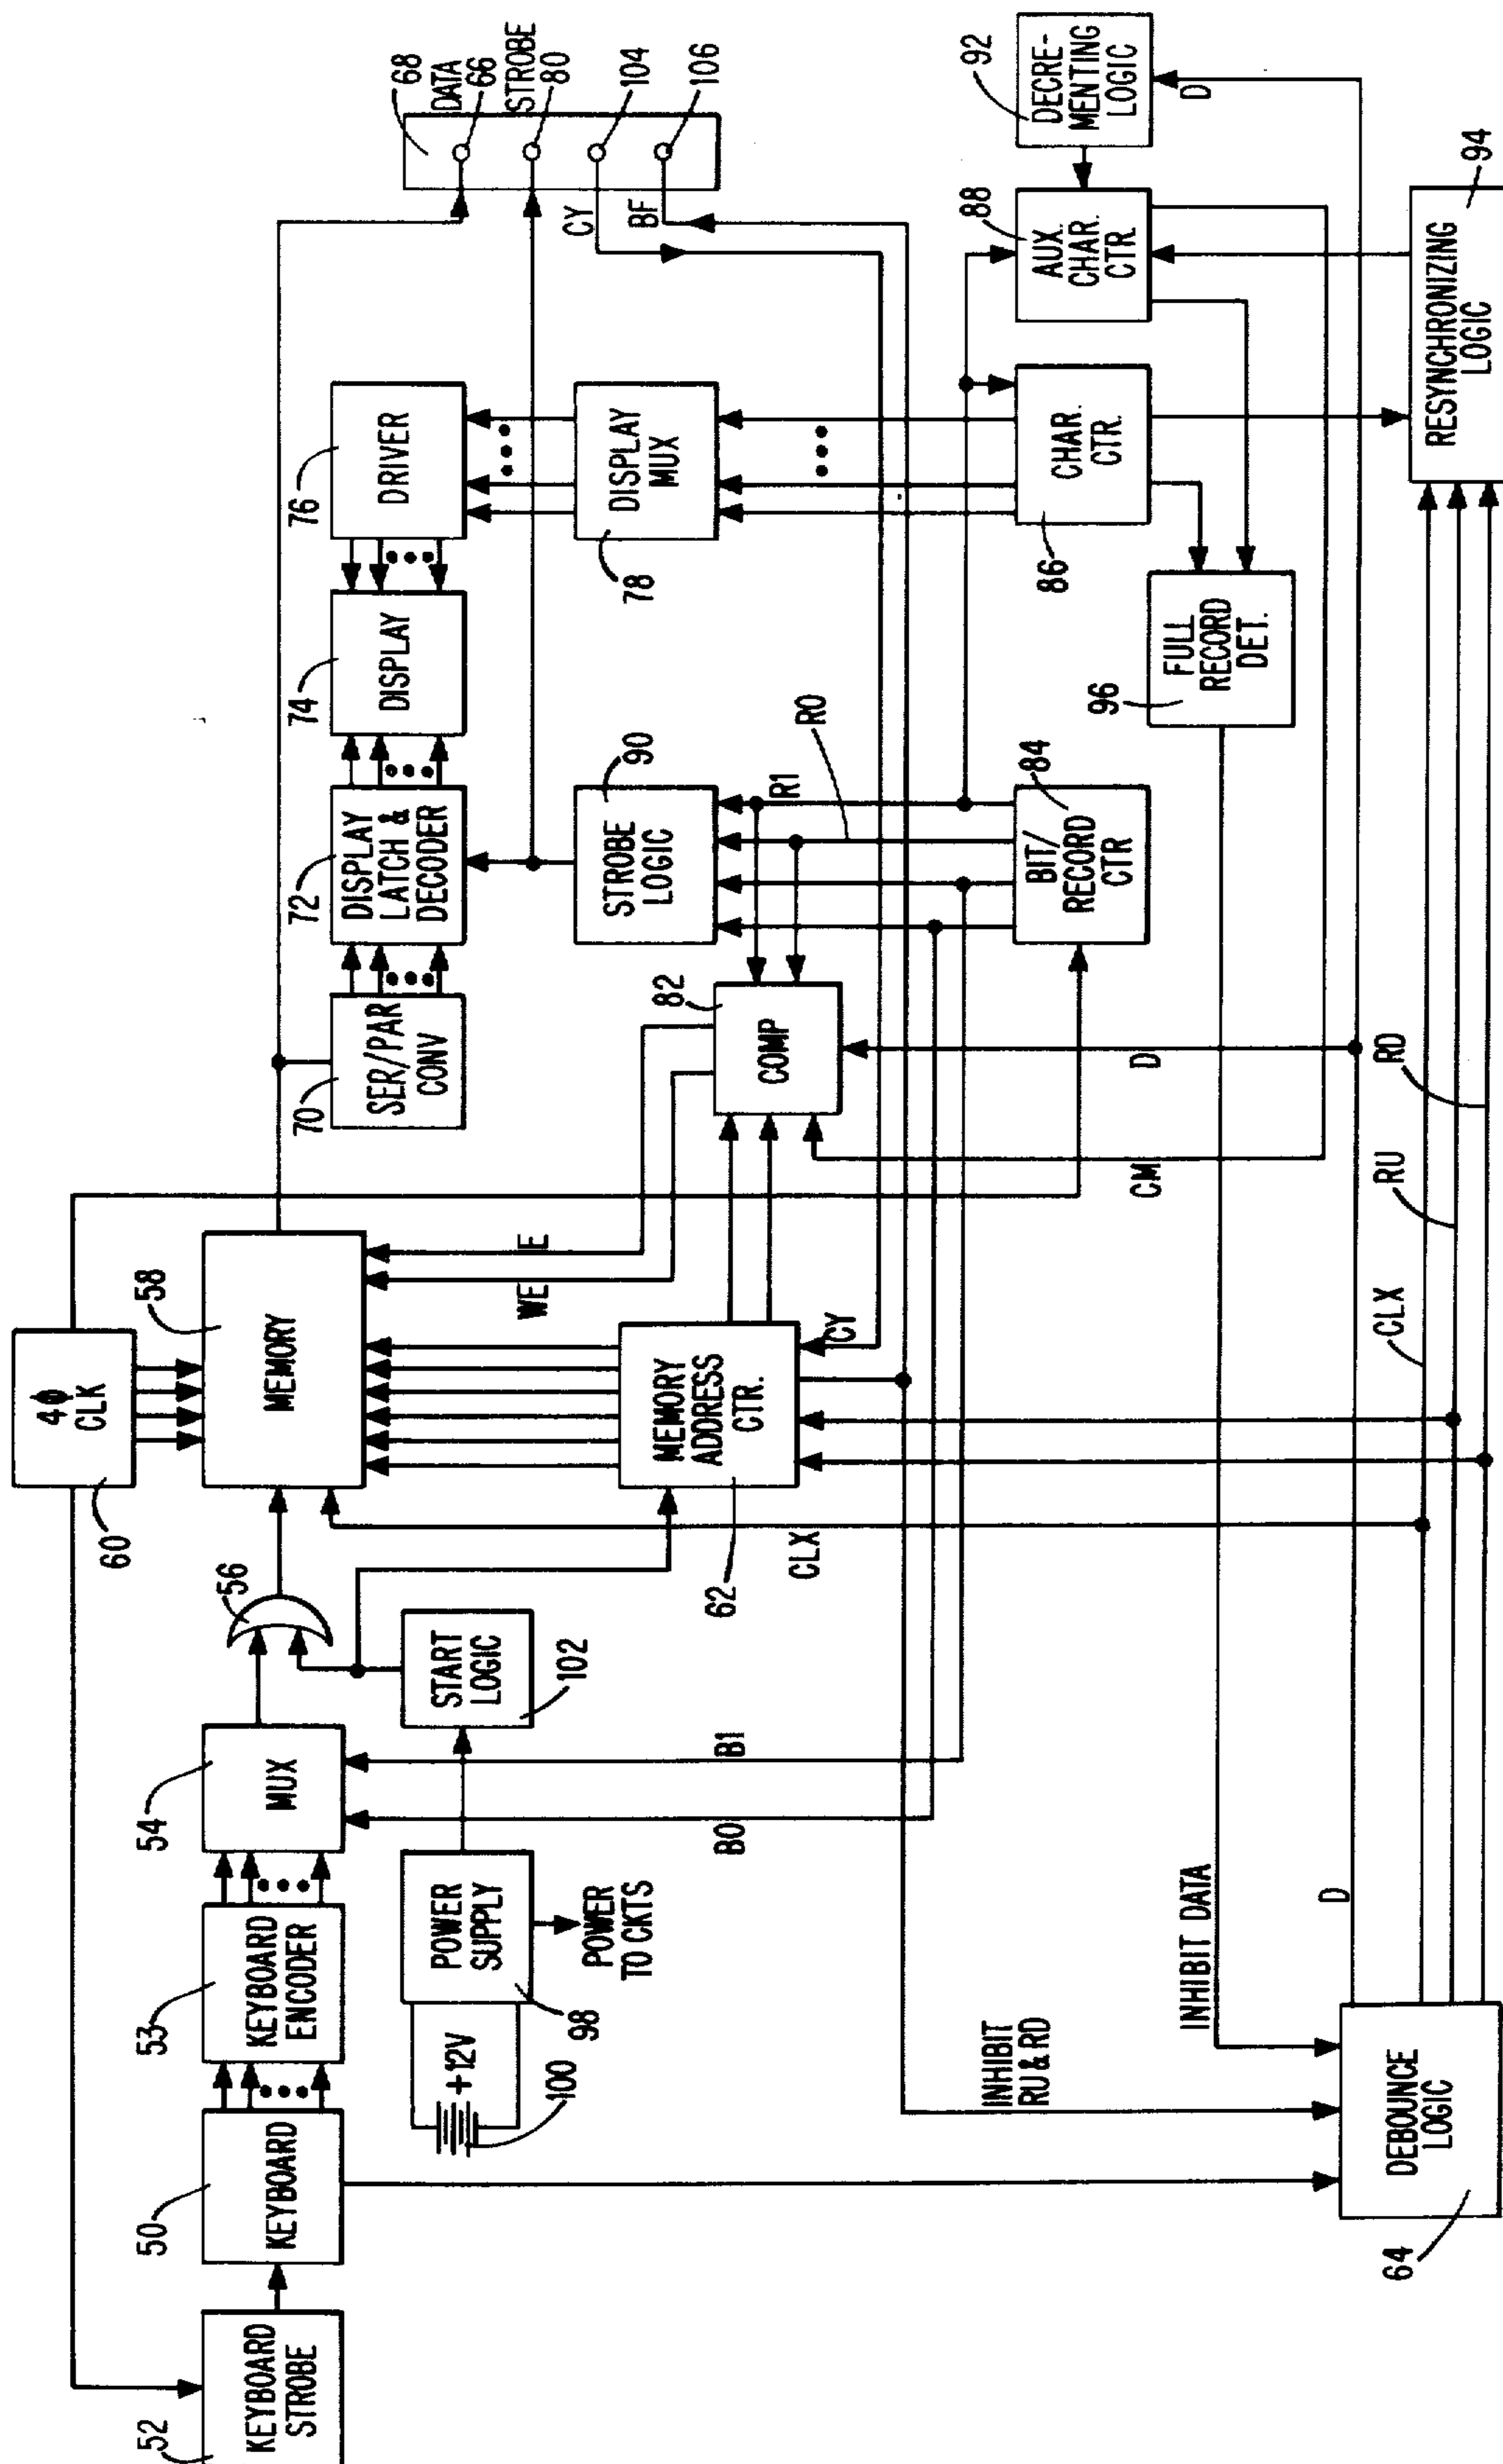 52
KEYBOARD
STROBE
50
KEYBOARD
53
KEYBOARD
ENCODER
54
MUX
56
60
4Φ
CLK
58
MEMORY
70
SER/PAR
CONV
72
DISPLAY
LATCH &
DECODER
74
DISPLAY
76
DRIVER
68
DATA
66
STROBE
80
104
106
CY
BF
+12V
100
POWER
SUPPLY
98
POWER
TO CKTS
START
LOGIC
102
MEMORY
ADDRESS
CTR.
62
CLX
CY
WE
E
82
COMP
90
STROBE
LOGIC
78
DISPLAY
MUX
B0
B1
R1
R0
84
BIT/
RECORD
CTR
86
CHAR.
CTR.
88
AUX.
CHAR.
CTR.
92
DECRE-
MENTING
LOGIC
D
CM
D
96
FULL
RECORD
DET.
INHIBIT
RU & RD
INHIBIT DATA
D
64
DEBOUNCE
LOGIC
CLX
RU
RD
RESYNCHRONIZING
LOGIC
94